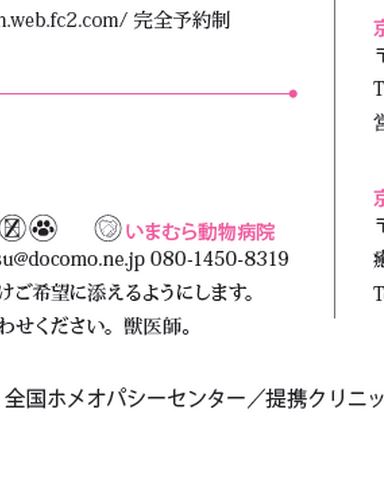 n.web.fc2.com/ 完全予約制
いまむら動物病院
su@docomo.ne.jp 080-1450-8319
けご希望に添えるようにします。
わせください。獣医師。
全国ホメオパシーセンター／提携クリニッ
京
〒
T
営
京
〒
癒
T